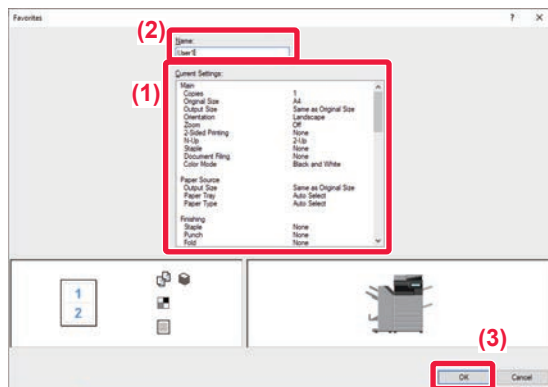 Favorites ? X
(2)
Name:
User1
(1)
Current Settings:
Main
Copies 1
Original Size A4
Output Size Same as Original Size
Orientation Landscape
Zoom Off
2-Sided Printing None
N-Up 2-Up
Staple None
Document Filing None
Color Mode Black and White
Paper Source
Output Size Same as Original Size
Paper Tray Auto Select
Paper Type Auto Select
Finishing
Staple None
Punch None
Fold None
1
2
(3)
OK Cancel